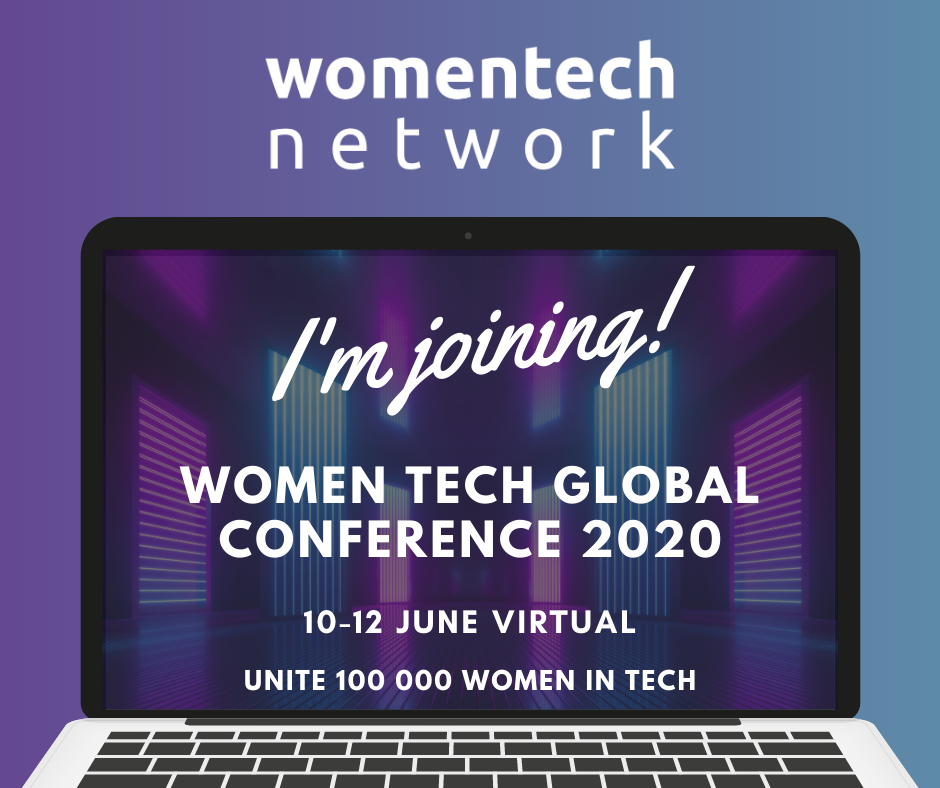 womentech
network
I'm joining!
WOMEN TECH GLOBAL
CONFERENCE 2020
10-12 JUNE VIRTUAL
UNITE 100 000 WOMEN IN TECH